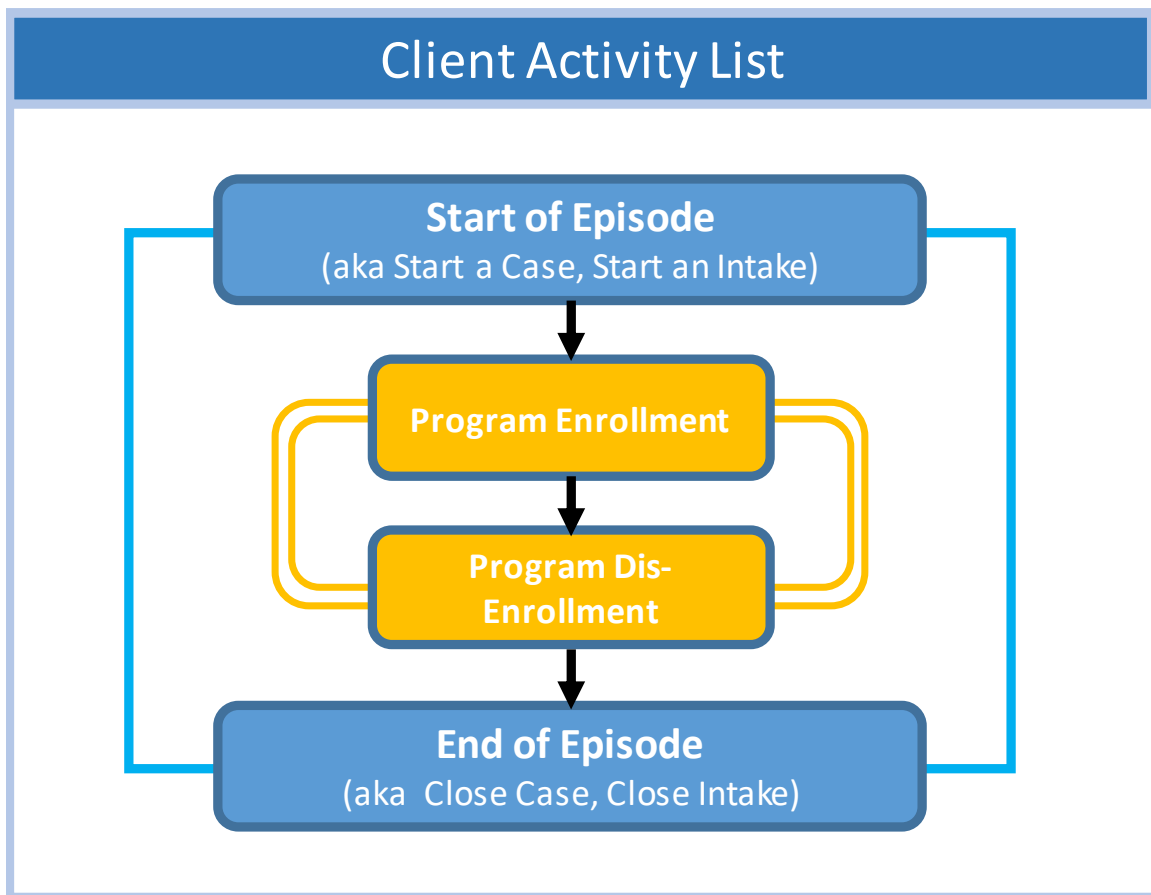 Client Activity List
Start of Episode
(aka Start a Case, Start an Intake)
Program Enrollment
Program Dis-
Enrollment
End of Episode
(aka  Close Case, Close Intake)